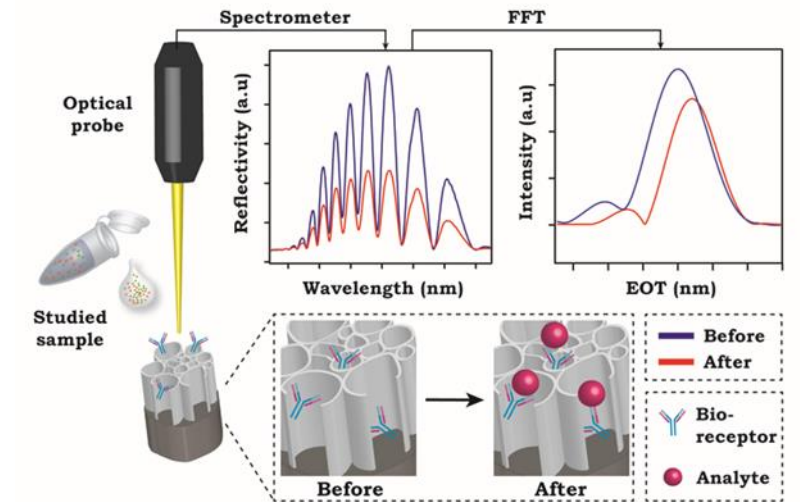 Spectrometer
FFT
Optical
probe
Reflectivity (a.u)
Wavelength (nm)
Intensity (a.u)
EOT (nm)
Studied
sample
Before
After
Before
After
Bio-
receptor
Analyte